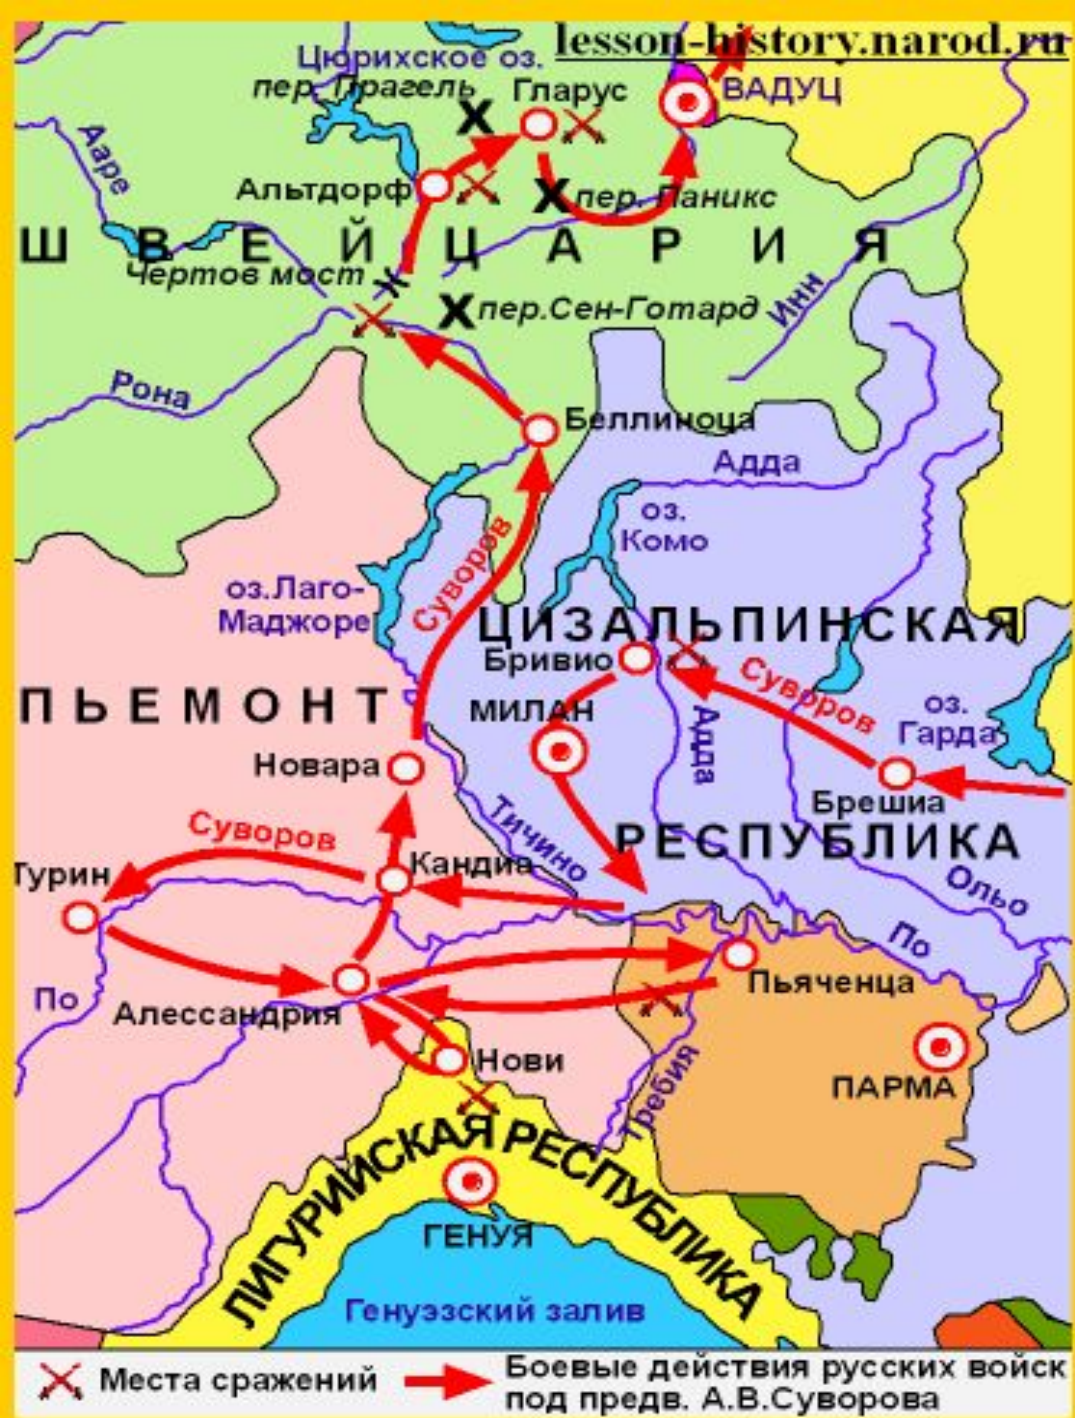 lesson-history.narod.ru
Цюрихское оз.
пер. Прагель
Гларус
ВАДУЦ
Ааре
Альтдорф
пер. Паникс
ШВЕЙЦАРИЯ
Чертов мост
пер.Сен-Готард
Инн
Рона
Беллиноца
Адда
оз.
Комо
Суворов
оз.Лаго-
Маджоре
ЦИЗАЛЬПИНСКАЯ
Бривио
Суворов
ПЬЕМОНТ
МИЛАН
Адда
оз.
Гарда
Новара
Брешиа
Тичино
РЕСПУБЛИКА
Суворов
Турин
Кандиа
Ольо
По
По
Пьяченца
Алессандрия
Нови
Требия
ПАРМА
ЛИГУРИЙСКАЯ РЕСПУБЛИКА
ГЕНУЯ
Генуэзский залив
Места сражений
Боевые действия русских войск
под предв. А.В.Суворова